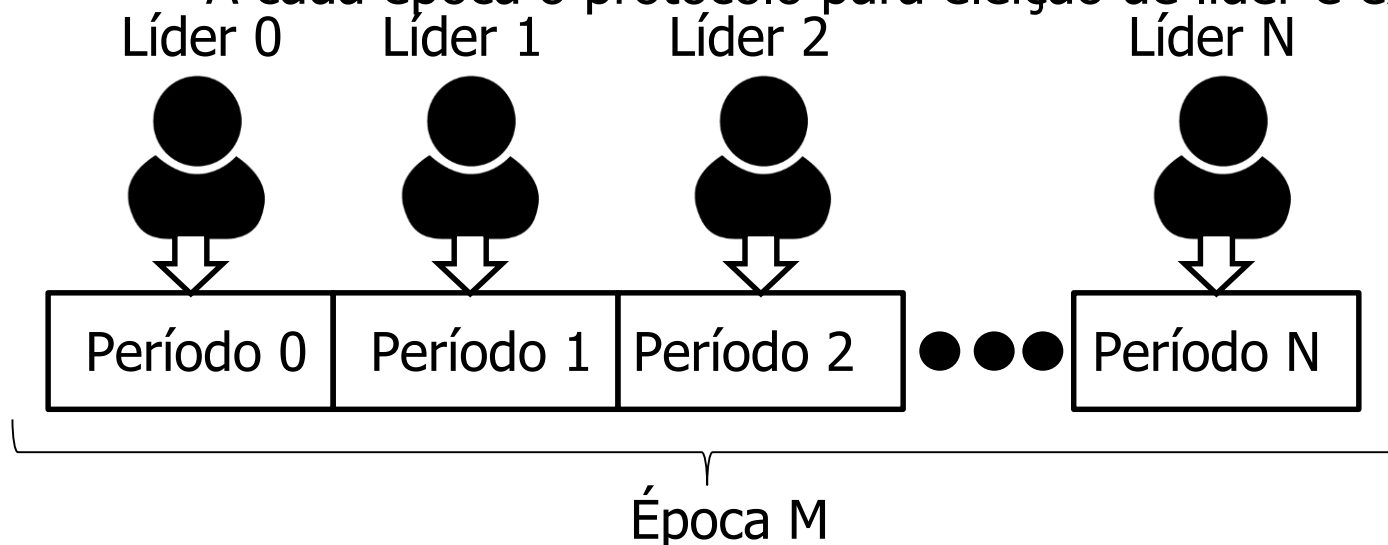 A cada época o protocolo para eleição de líder é
Líder 0 Líder 1 Líder 2 Líder N
Período 0 Período 1 Período 2 Período N
Época M